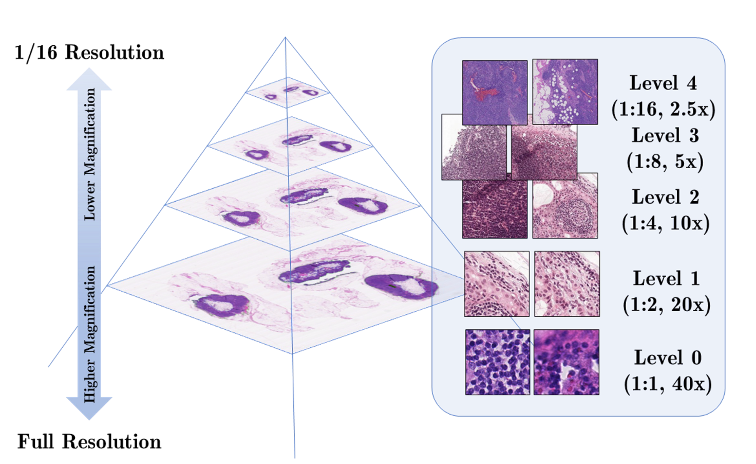 1/16 Resolution
Lower Magnification
Higher Magnification
Full Resolution
Level 4
(1:16, 2.5x)
Level 3
(1:8, 5x)
Level 2
(1:4, 10x)
Level 1
(1:2, 20x)
Level 0
(1:1, 40x)